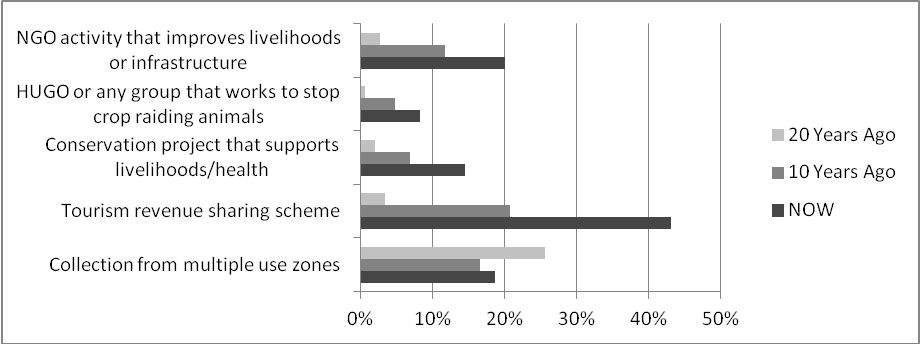 NGO activity that improves livelihoods
or infrastructure
HUGO or any group that works to stop
crop raiding animals
Conservation project that supports
livelihoods/health
Tourism revenue sharing scheme
Collection from multiple use zones
20 Years Ago
10 Years Ago
NOW
0% 10% 20% 30% 40% 50%